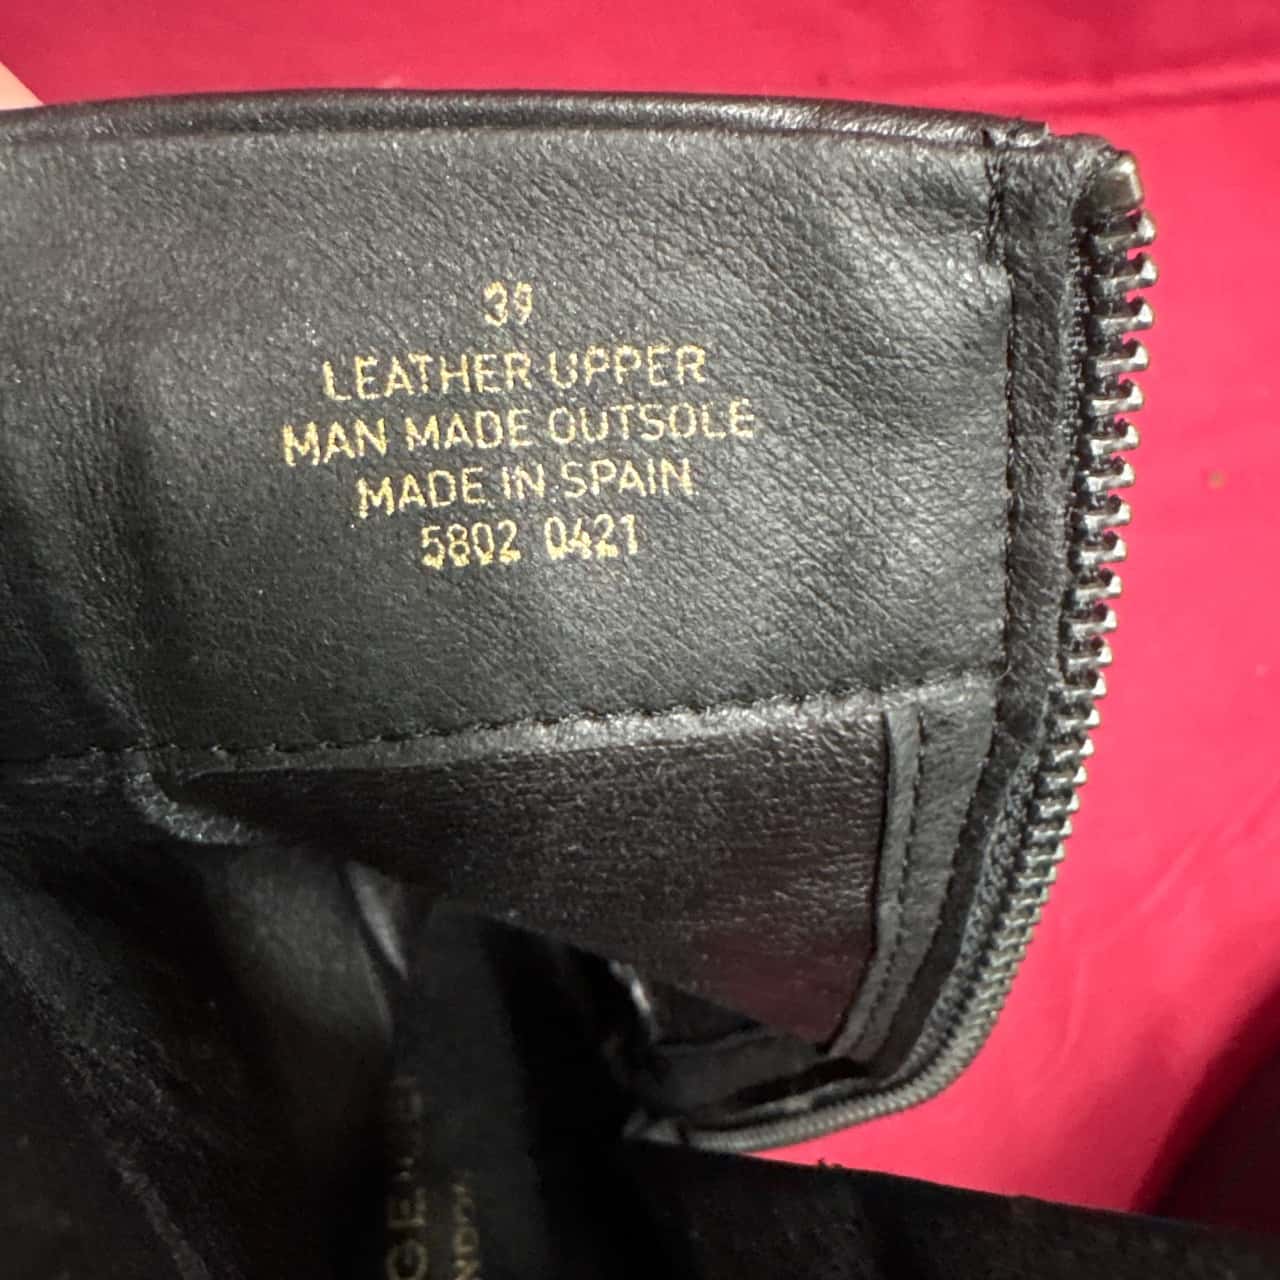 39
LEATHER UPPER
MAN MADE OUTSOLE
MADE IN SPAIN
5802 0421